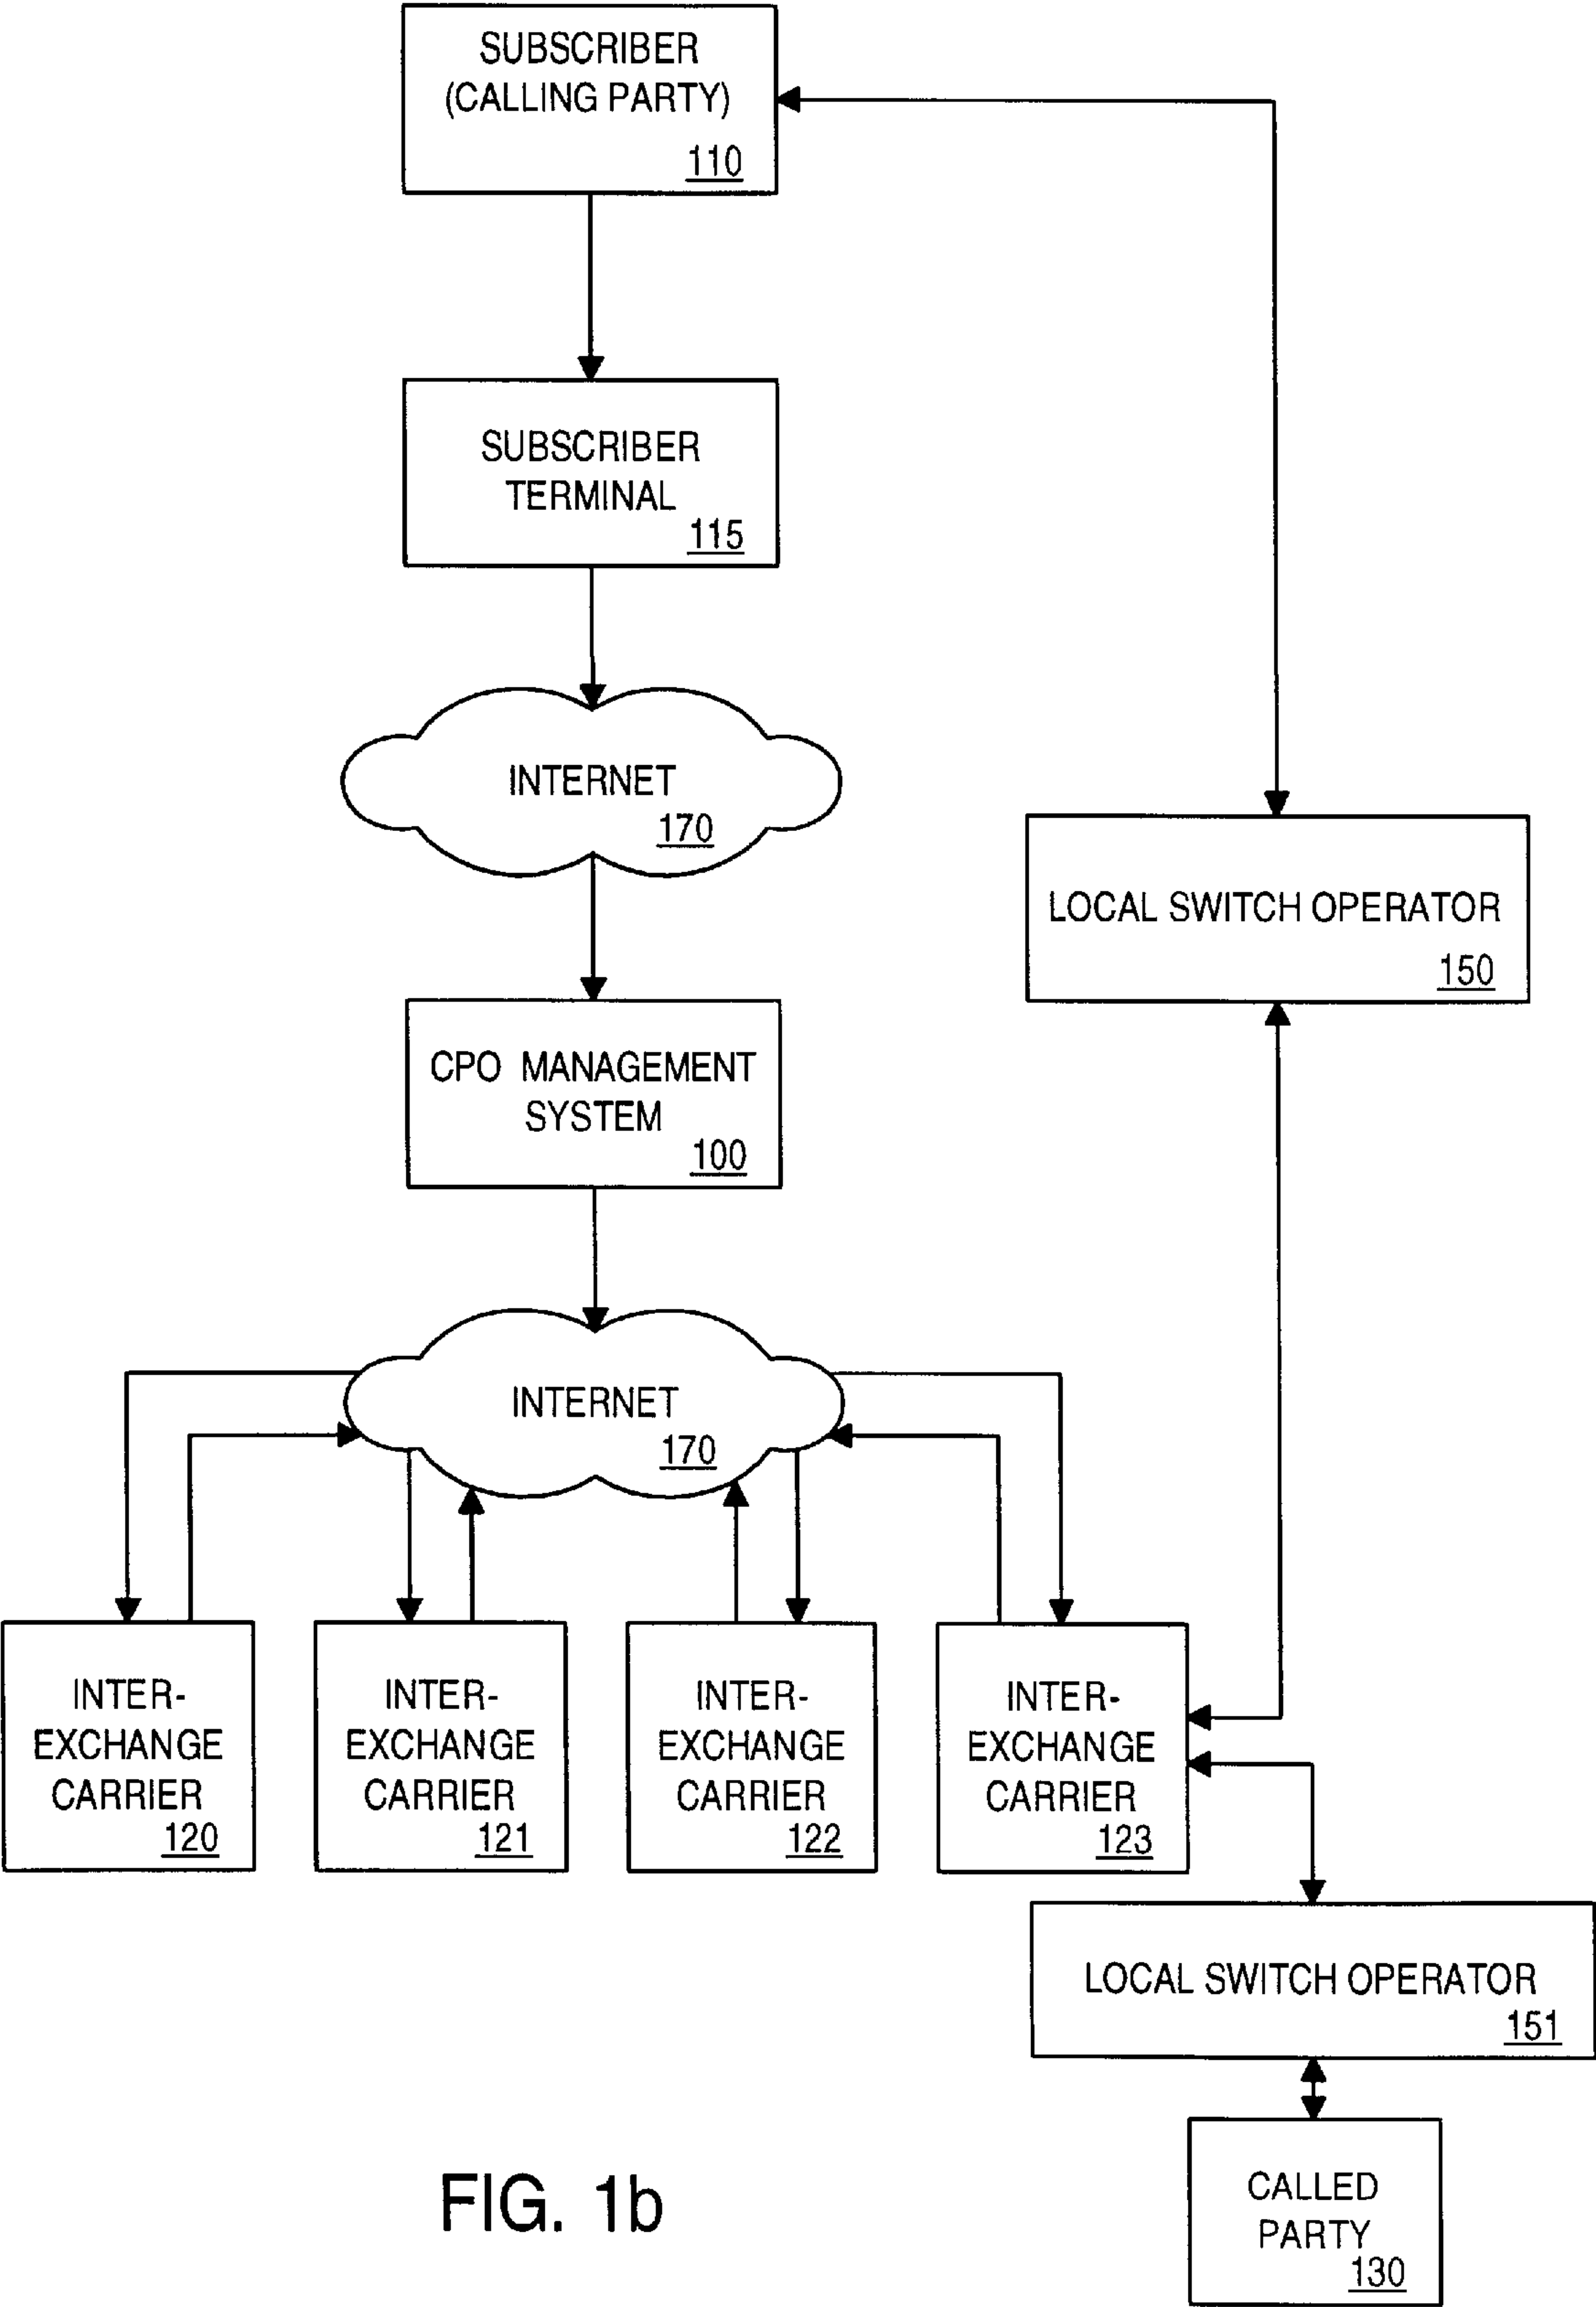 SUBSCRIBER
(CALLING PARTY)
110
SUBSCRIBER
TERMINAL
115
INTERNET
170
LOCAL SWITCH OPERATOR
150
CPO MANAGEMENT
SYSTEM
100
INTERNET
170
INTER-
EXCHANGE
CARRIER
120
INTER-
EXCHANGE
CARRIER
121
INTER-
EXCHANGE
CARRIER
122
INTER-
EXCHANGE
CARRIER
123
LOCAL SWITCH OPERATOR
151
CALLED
PARTY
130
FIG. 1b